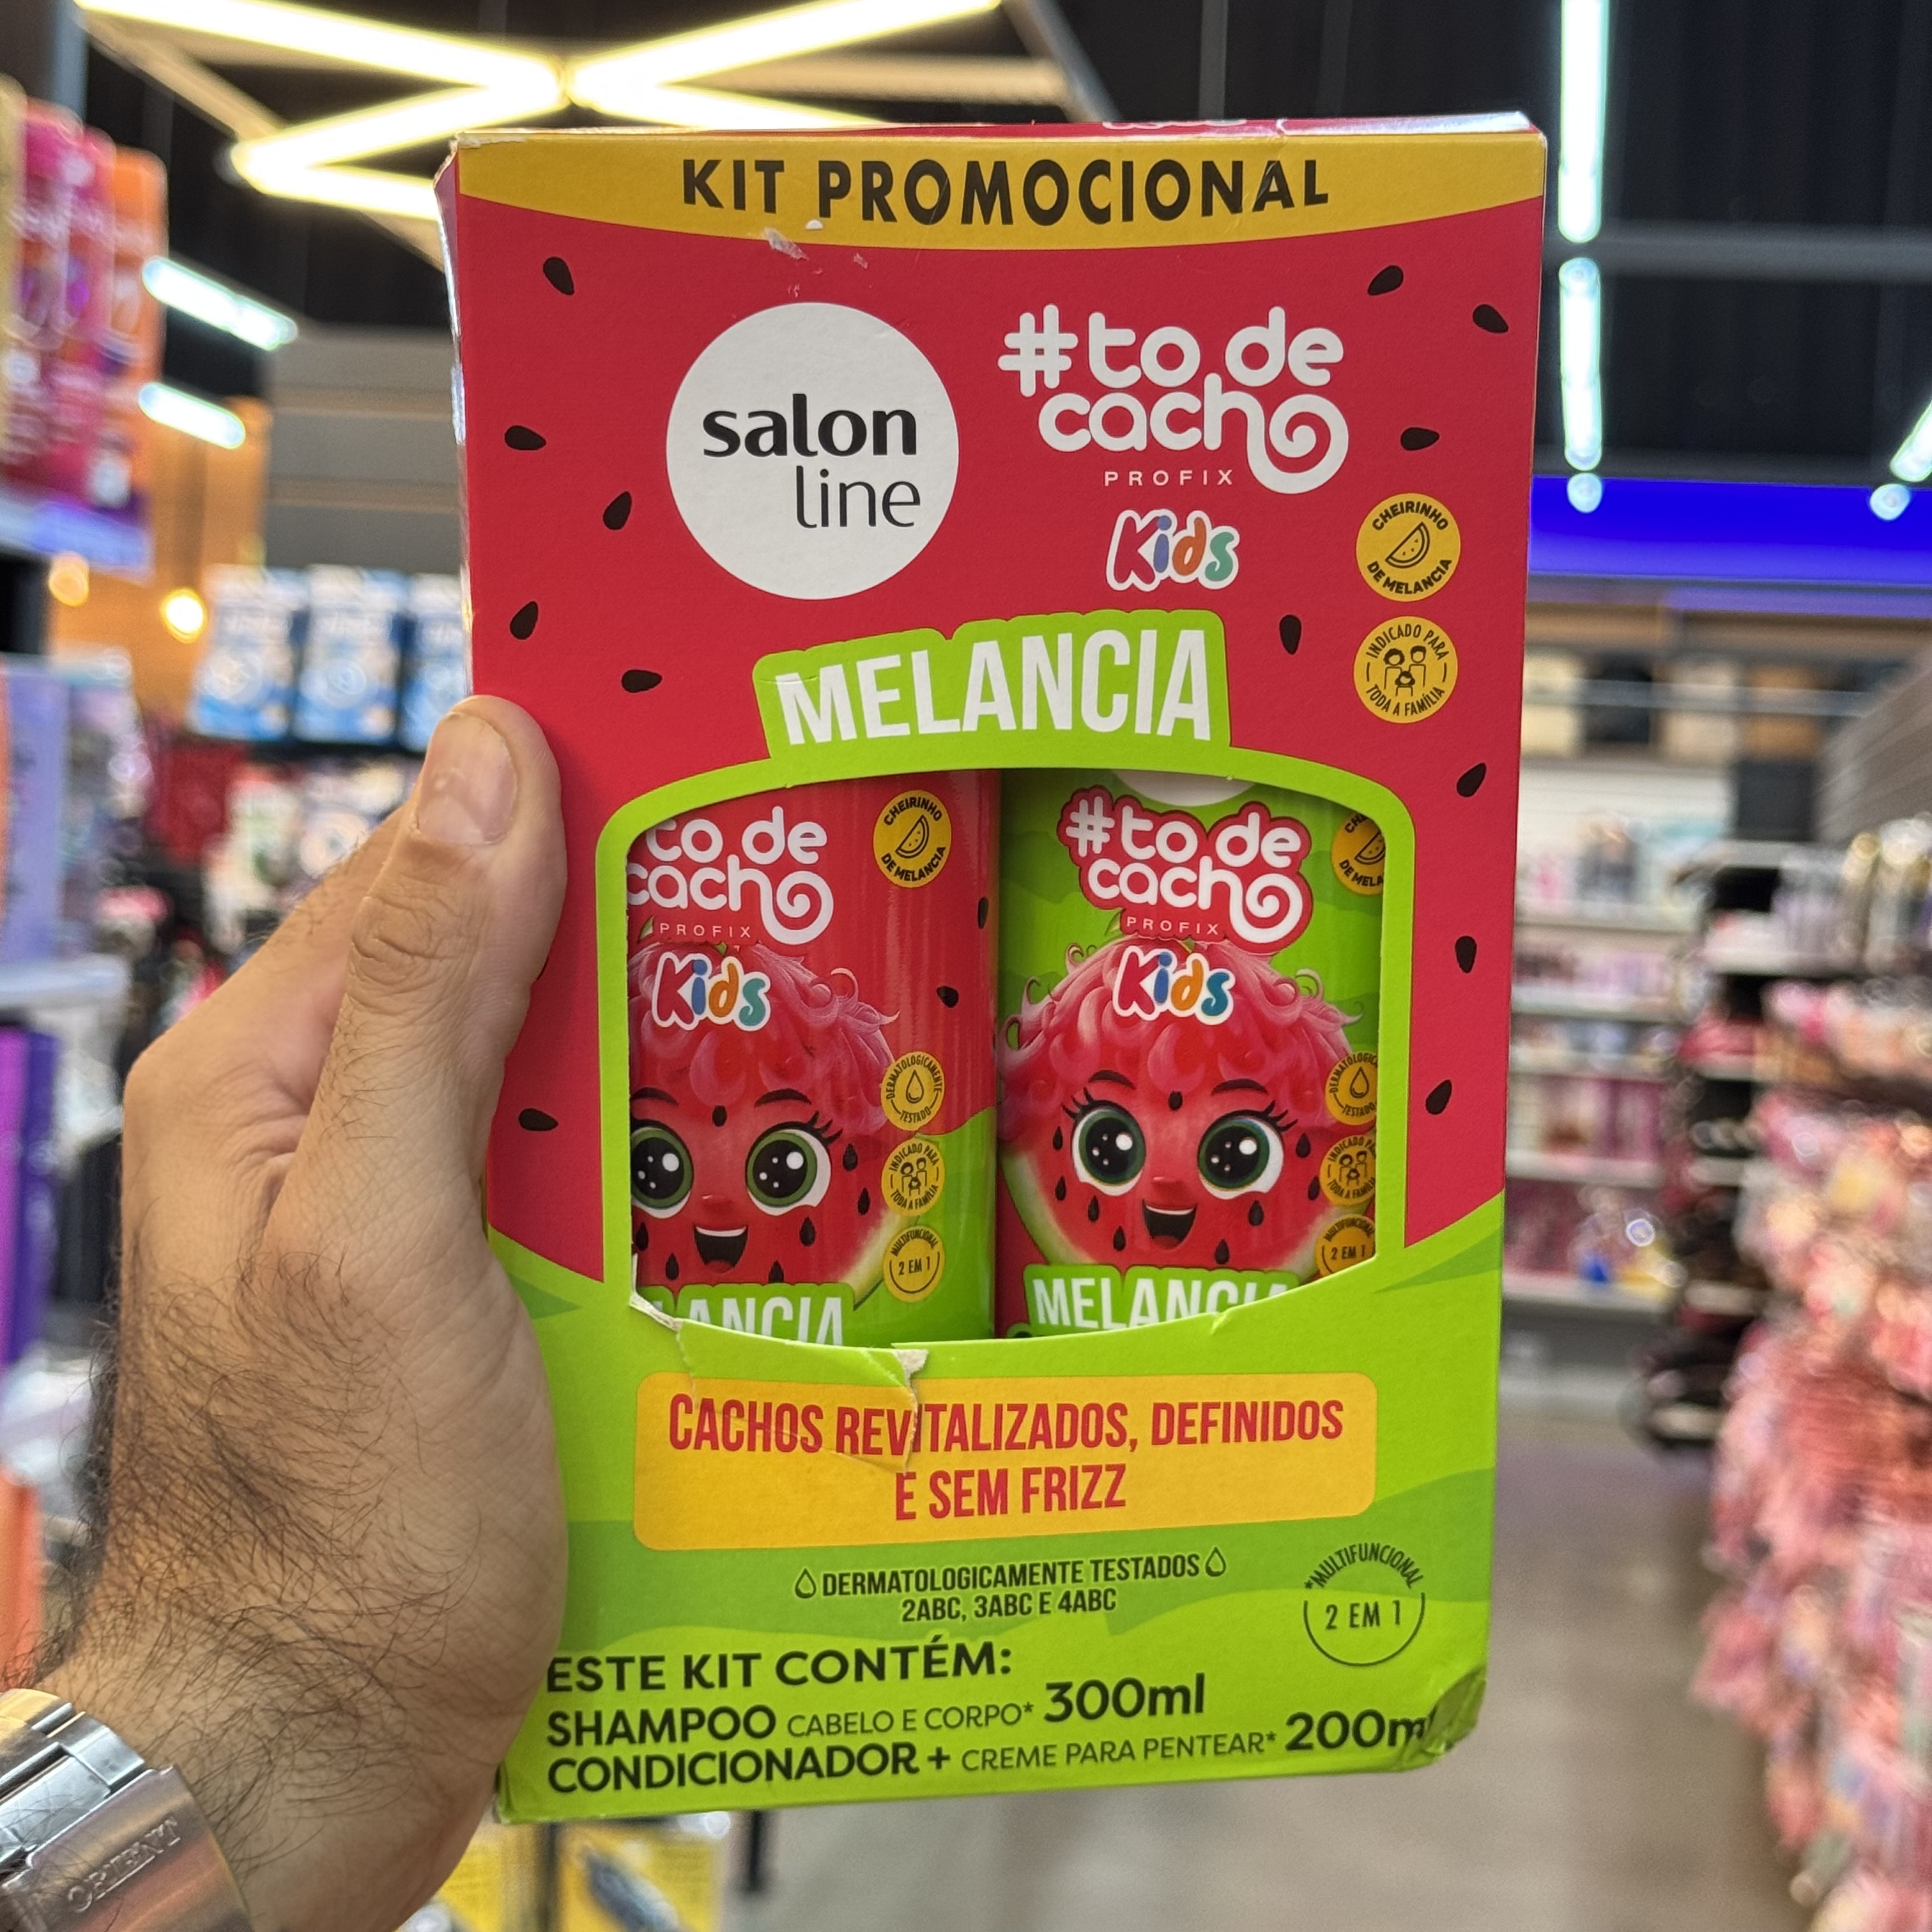 KIT PROMOCIONAL
salon
line
#to de
cacho
PROFIX
Kids
CHEIRINHO
DE MELANCIA
INDICADO PARA
TODA A FAMÍLIA
MELANCIA
to de
cacho
PROFIX
Kids
CHEIRINHO
DE MELANCIA
DERMATOLOGICAMENTE
TESTADO
INDICADO PARA
TODA A FAMÍLIA
MULTIFUNCIONAL
2 EM 1
#to de
cacho
PROFIX
Kids
MELANCIA
2 EM 1
CACHOS REVITALIZADOS, DEFINIDOS
E SEM FRIZZ
DERMATOLOGICAMENTE TESTADOS
2ABC, 3ABC E 4ABC
*MULTIFUNCIONAL
2 EM 1
ESTE KIT CONTÉM:
SHAMPOO CABELO E CORPO* 300ml
CONDICIONADOR + CREME PARA PENTEAR* 200ml
ORIENT